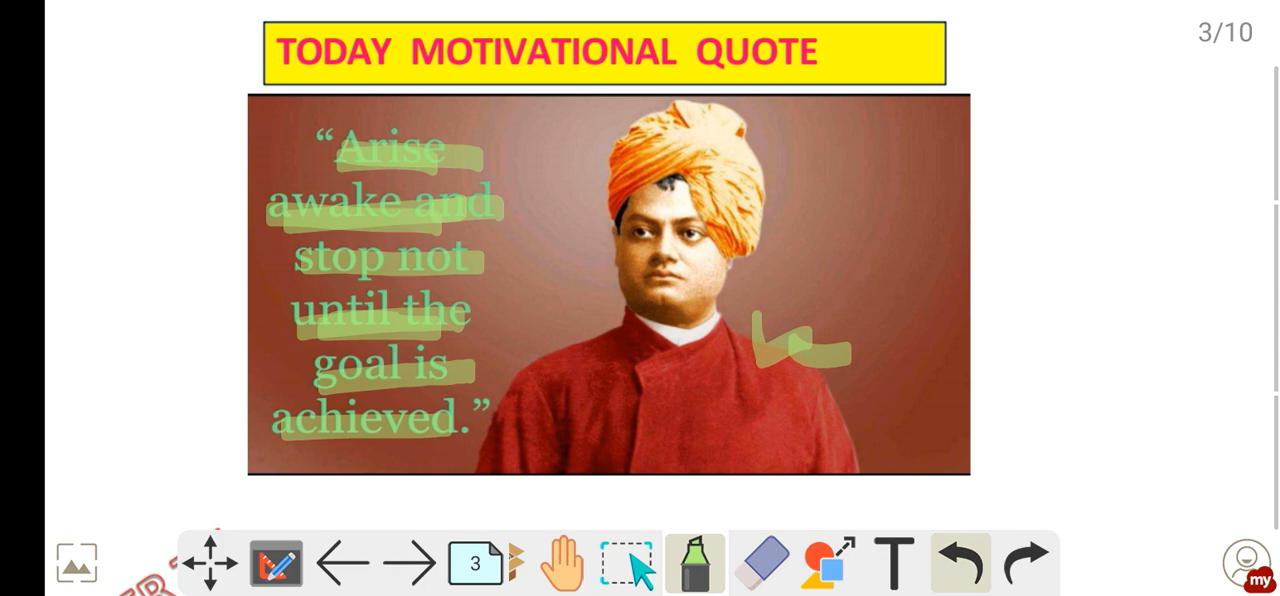 TODAY MOTIVATIONAL QUOTE
3/10
“Arise
awake and
stop not
until the
goal is
achieved.”
3
T
my